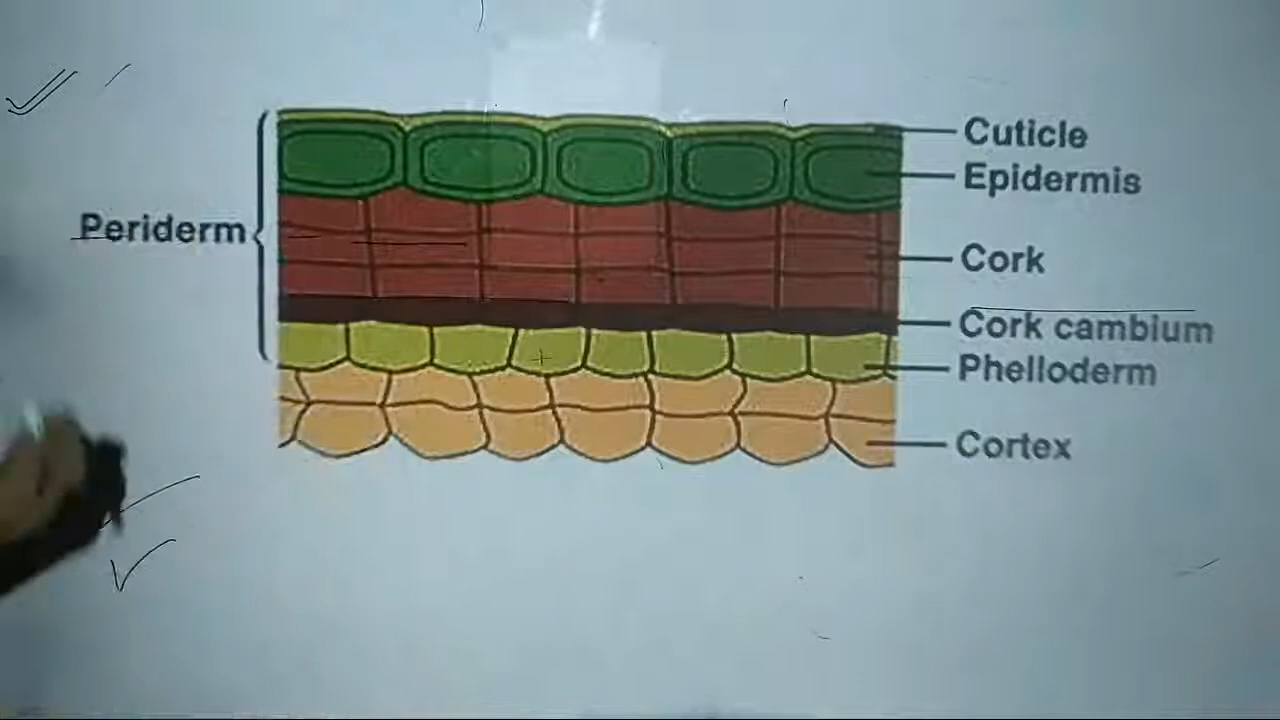 Cuticle
Epidermis
Periderm
Cork
Cork cambium
Phelloderm
Cortex